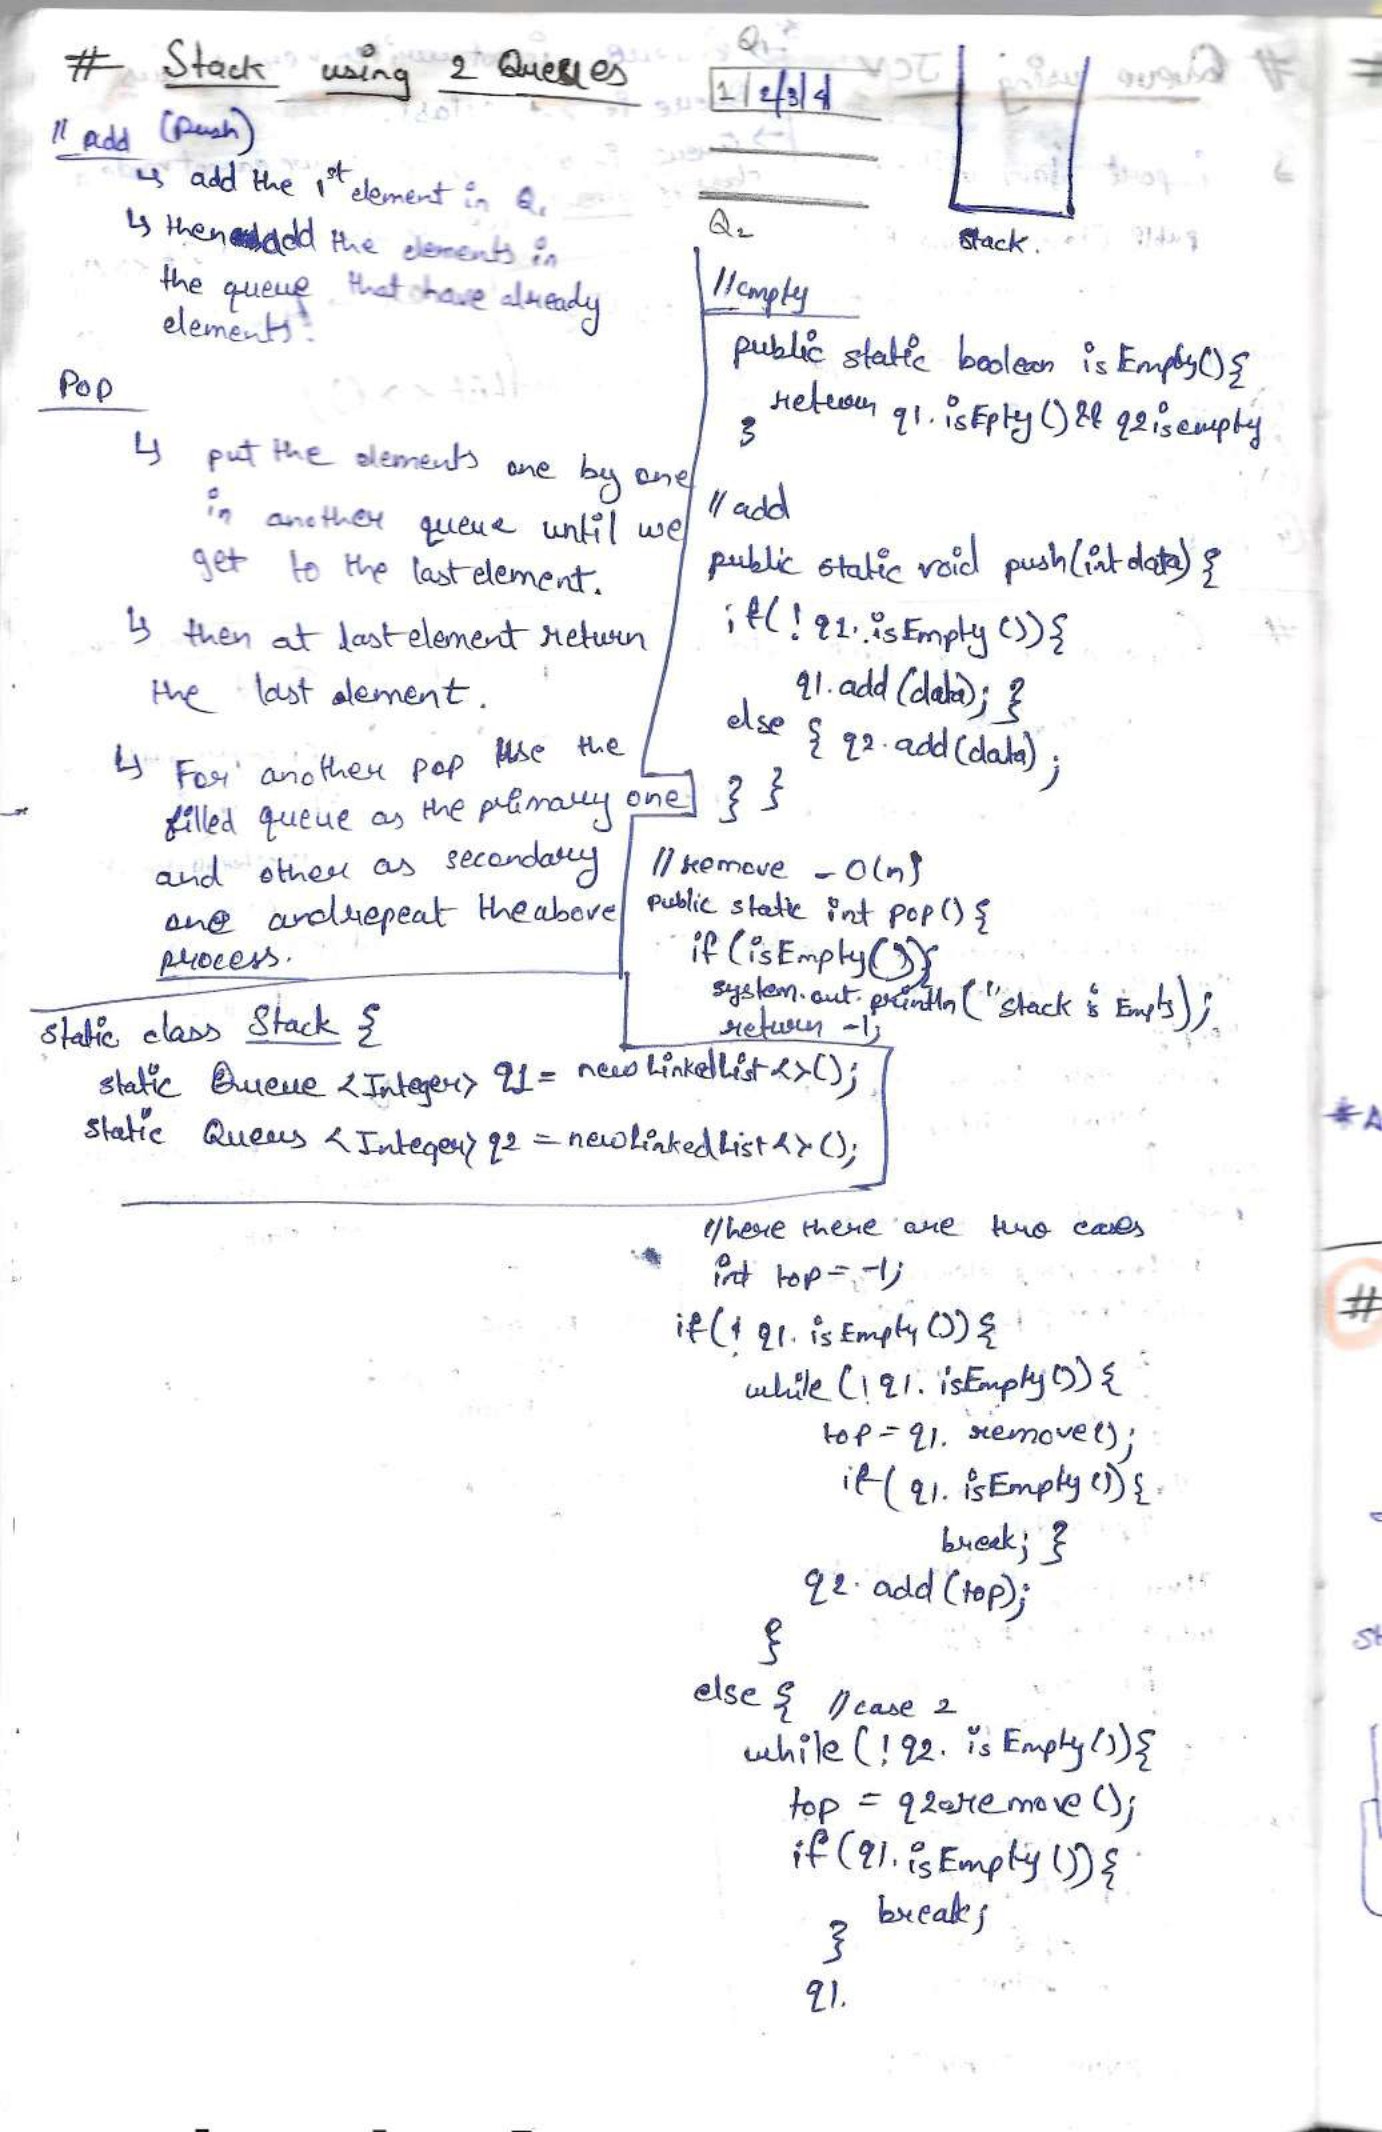 # Stack using 2 Queues
// add (push)
↳ add the 1st element in Q1
↳ then add the elements in
the queue that have already
elements.
Pop
↳ put the elements one by one
in another queue until we
get to the last element.
↳ then at last element return
the last element.
↳ For another pop use the
filled queue as the primary one
and other as secondary
one and repeat the above
process.
static class Stack {
static Queue <Integer> q1 = new LinkedList<>();
static Queue <Integer> q2 = new LinkedList<>();
Q1
1 | 2 | 3 | 4
Q2
Stack.
// empty
public static boolean isEmpty() {
return q1.isEpty() && q2 isempty
}
// add
public static void push(int data) {
if(! q1. isEmpty ()) {
q1. add (data); }
else { q2. add (data) ;
} }
// remove - O(n)
public static int pop() {
if (isEmpty()) {
system.out.println("Stack is Empty);
return -1;
// here there are two cases
int top = -1;
if(! q1. isEmpty ()) {
while (! q1. isEmpty ()) {
top = q1. remove();
if( q1. isEmpty ()) {
break; }
q2. add (top);
}
else { // case 2
while (! q2. isEmpty ()) {
top = q2.remove ();
if (q1. isEmpty ()) {
break;
}
q1.
#